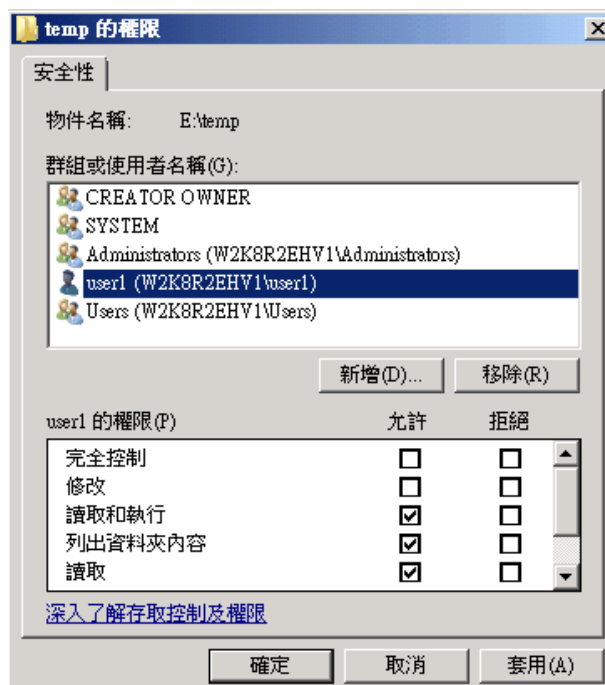 temp 的權限
安全性
物件名稱: E:\temp
群組或使用者名稱(G):
CREATOR OWNER
SYSTEM
Administrators (W2K8R2EHV1\Administrators)
user1 (W2K8R2EHV1\user1)
Users (W2K8R2EHV1\Users)
新增(D)... 移除(R)
user1 的權限(P) 允許 拒絕
完全控制
修改
讀取和執行
列出資料夾內容
讀取
深入了解存取控制及權限
確定 取消 套用(A)